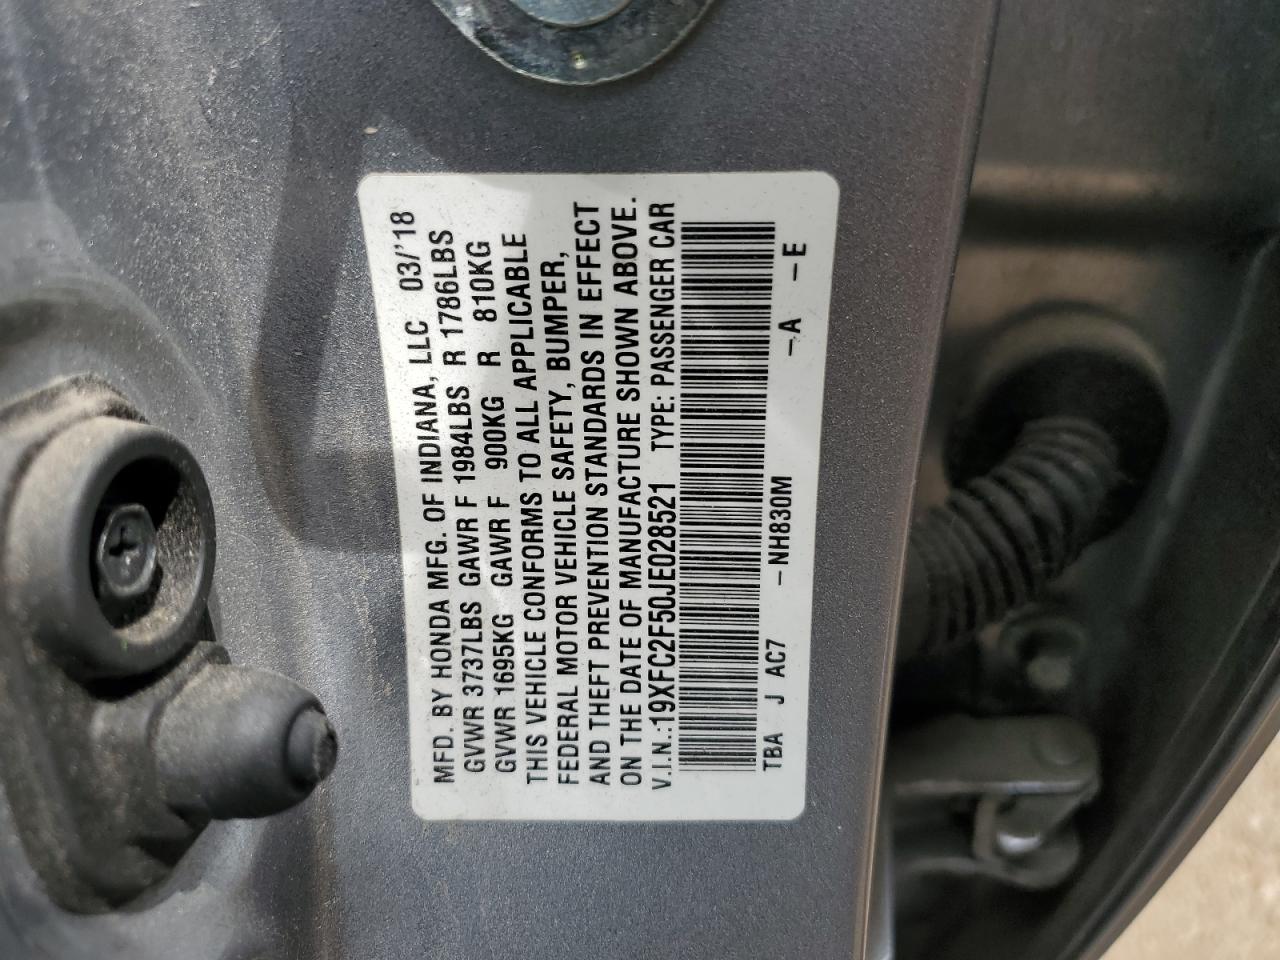 MFD. BY HONDA MFG. OF INDIANA, LLC 03/'18
GVWR 3737LBS GAWR F 1984LBS R 1786LBS
GVWR 1695KG GAWR F 900KG R 810KG
THIS VEHICLE CONFORMS TO ALL APPLICABLE
FEDERAL MOTOR VEHICLE SAFETY, BUMPER,
AND THEFT PREVENTION STANDARDS IN EFFECT
ON THE DATE OF MANUFACTURE SHOWN ABOVE.
V.I.N.:19XFC2F50JE028521 TYPE: PASSENGER CAR
TBA J AC7 –NH830M –A –E